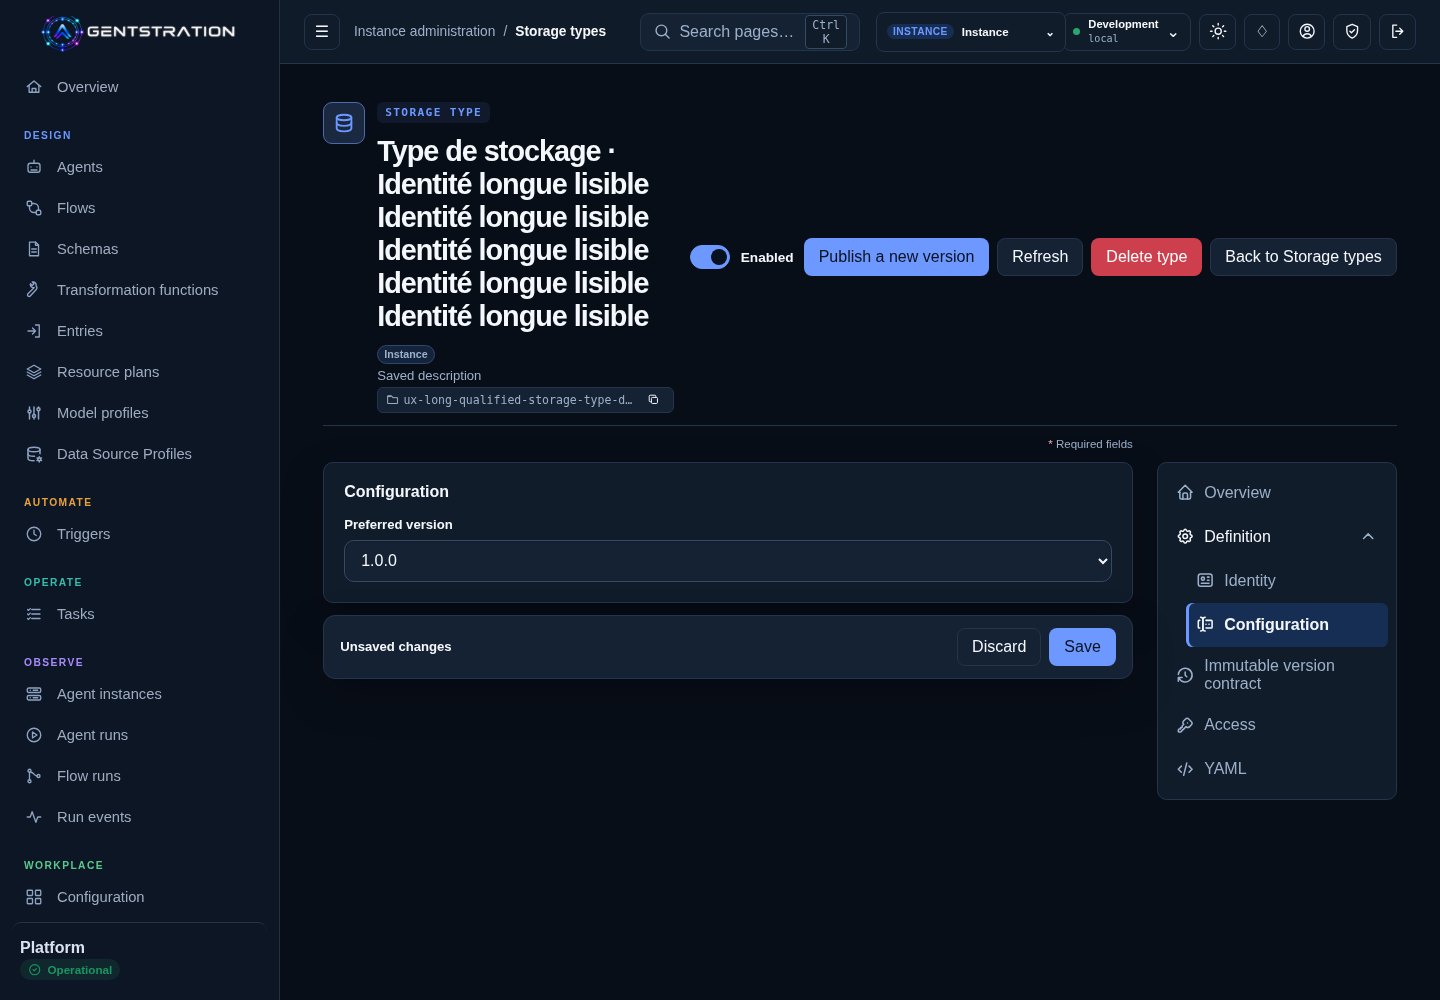 GENTSTRATION
Overview
DESIGN
Agents
Flows
Schemas
Transformation functions
Entries
Resource plans
Model profiles
Data Source Profiles
AUTOMATE
Triggers
OPERATE
Tasks
OBSERVE
Agent instances
Agent runs
Flow runs
Run events
WORKPLACE
Configuration
Platform
Operational
Instance administration / Storage types
Search pages…
Ctrl
K
INSTANCE Instance
Development
local
STORAGE TYPE
Type de stockage ·
Identité longue lisible
Identité longue lisible
Identité longue lisible
Identité longue lisible
Identité longue lisible
Instance
Saved description
ux-long-qualified-storage-type-d…
Enabled
Publish a new version
Refresh
Delete type
Back to Storage types
* Required fields
Configuration
Preferred version
1.0.0
Unsaved changes
Discard
Save
Overview
Definition
Identity
Configuration
Immutable version
contract
Access
YAML